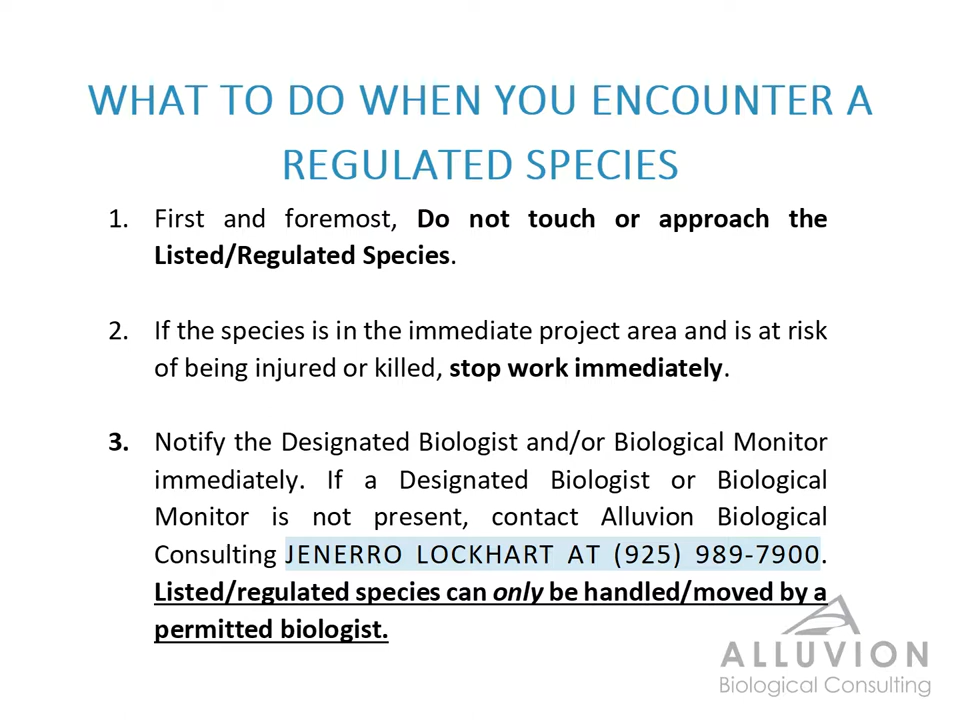 WHAT TO DO WHEN YOU ENCOUNTER A
REGULATED SPECIES
1. First and foremost, Do not touch or approach the
Listed/Regulated Species.
2. If the species is in the immediate project area and is at risk
of being injured or killed, stop work immediately.
3. Notify the Designated Biologist and/or Biological Monitor
immediately. If a Designated Biologist or Biological
Monitor is not present, contact Alluvion Biological
Consulting JENERRO LOCKHART AT (925) 989-7900.
Listed/regulated species can only be handled/moved by a
permitted biologist.
ALLUVION
Biological Consulting